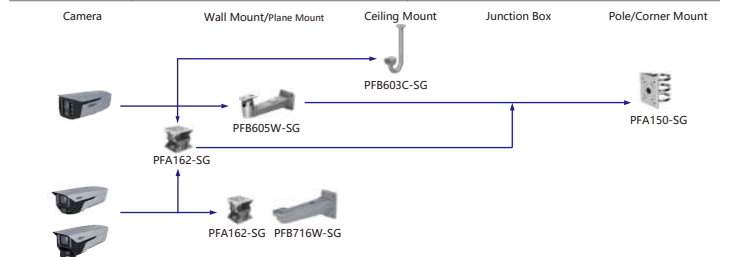 Camera Wall Mount/Plane Mount Ceiling Mount Junction Box Pole/Corner Mount
PFB603C-SG
PFB605W-SG
PFA150-SG
PFA162-SG
PFA162-SG PFB716W-SG